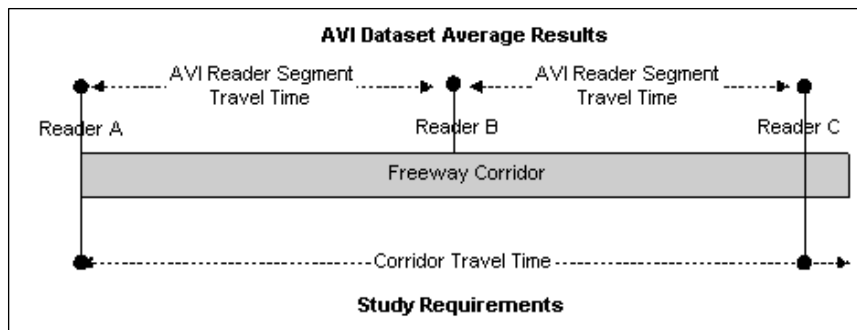 AVI Dataset Average Results
AVI Reader Segment
Travel Time
AVI Reader Segment
Travel Time
Reader A
Reader B
Reader C
Freeway Corridor
Corridor Travel Time
Study Requirements